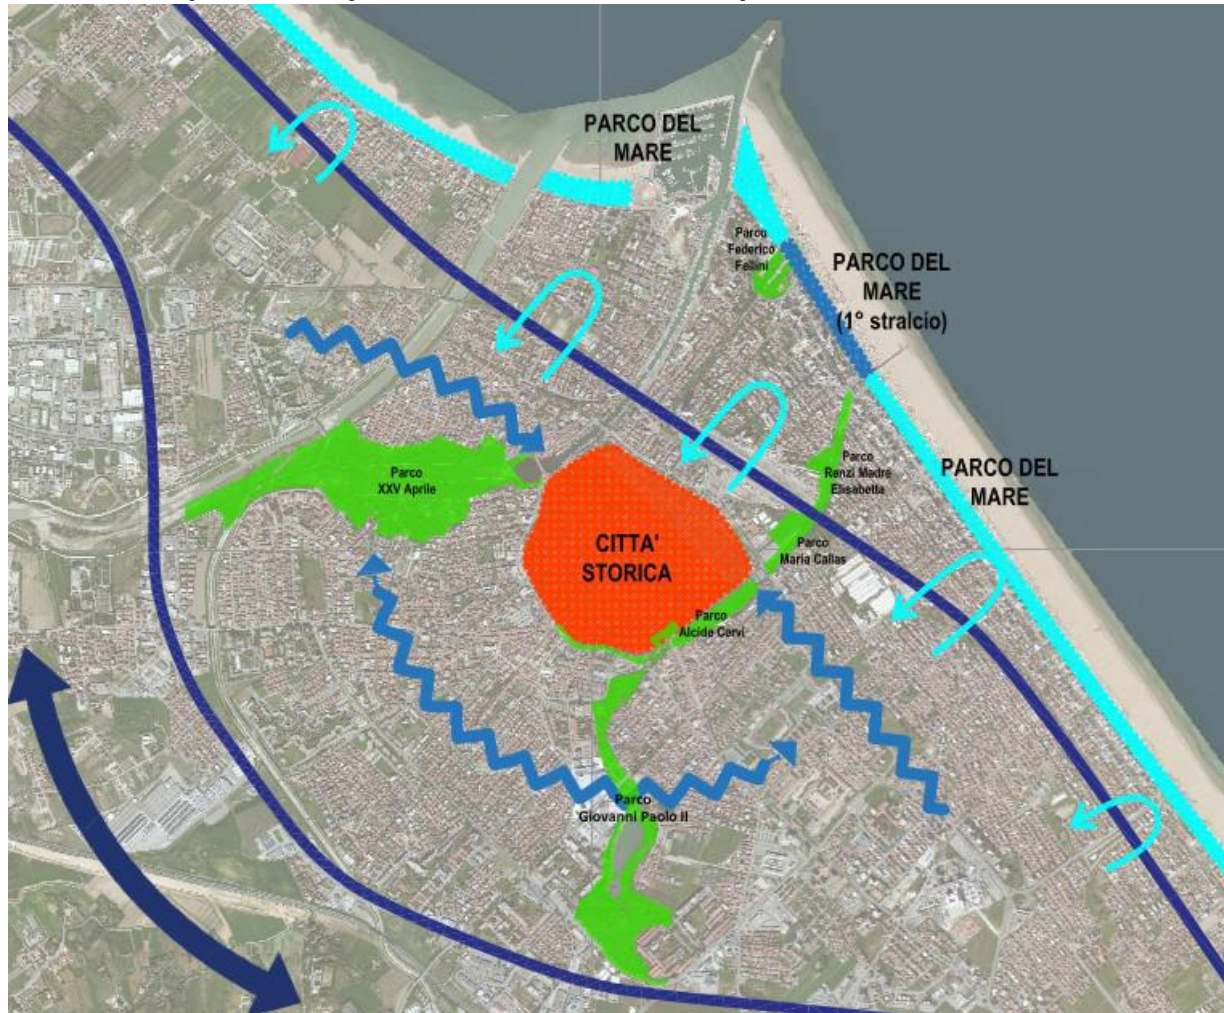 PARCO DEL
MARE
Parco
Federico
Fellini
PARCO DEL
MARE
(1° stralcio)
Parco
XXV Aprile
Parco
Renzi Madre
Elisabetta
PARCO DEL
MARE
CITTA'
STORICA
Parco
Maria Callas
Parco
Alcide Cervi
Parco
Giovanni Paolo II